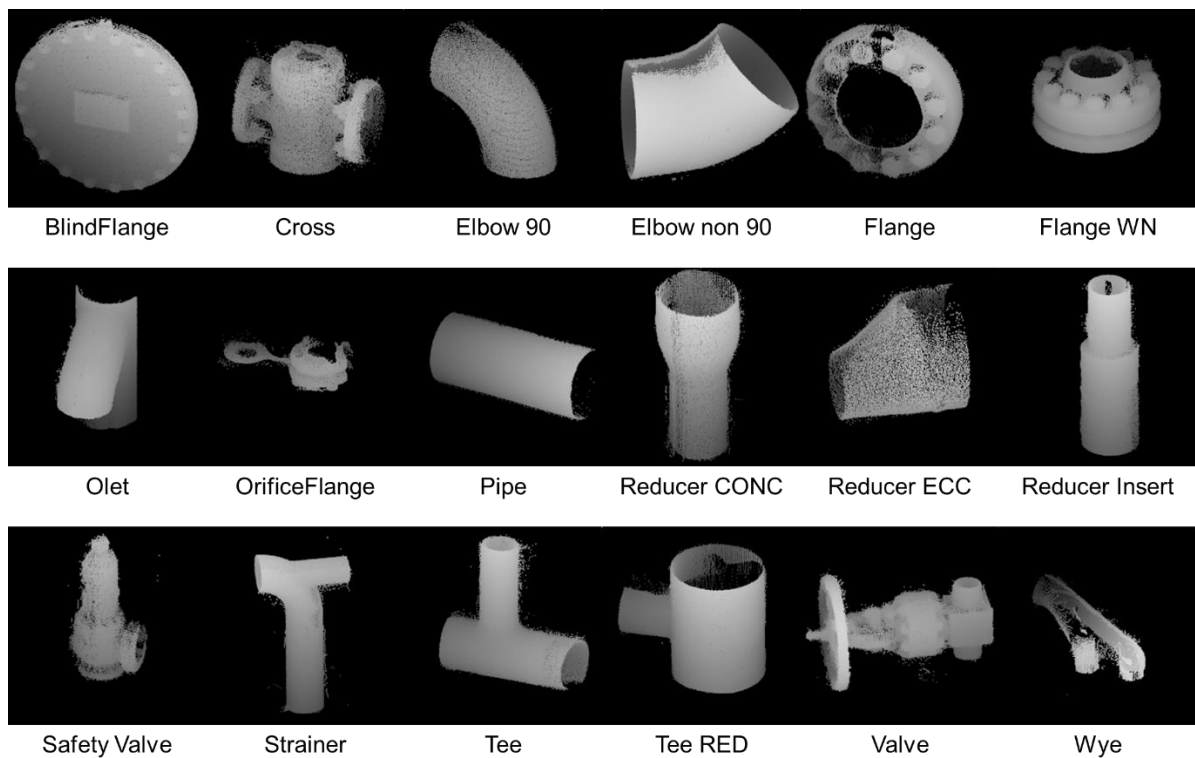 BlindFlange Cross Elbow 90 Elbow non 90 Flange Flange WN
Olet OrificeFlange Pipe Reducer CONC Reducer ECC Reducer Insert
Safety Valve Strainer Tee Tee RED Valve Wye